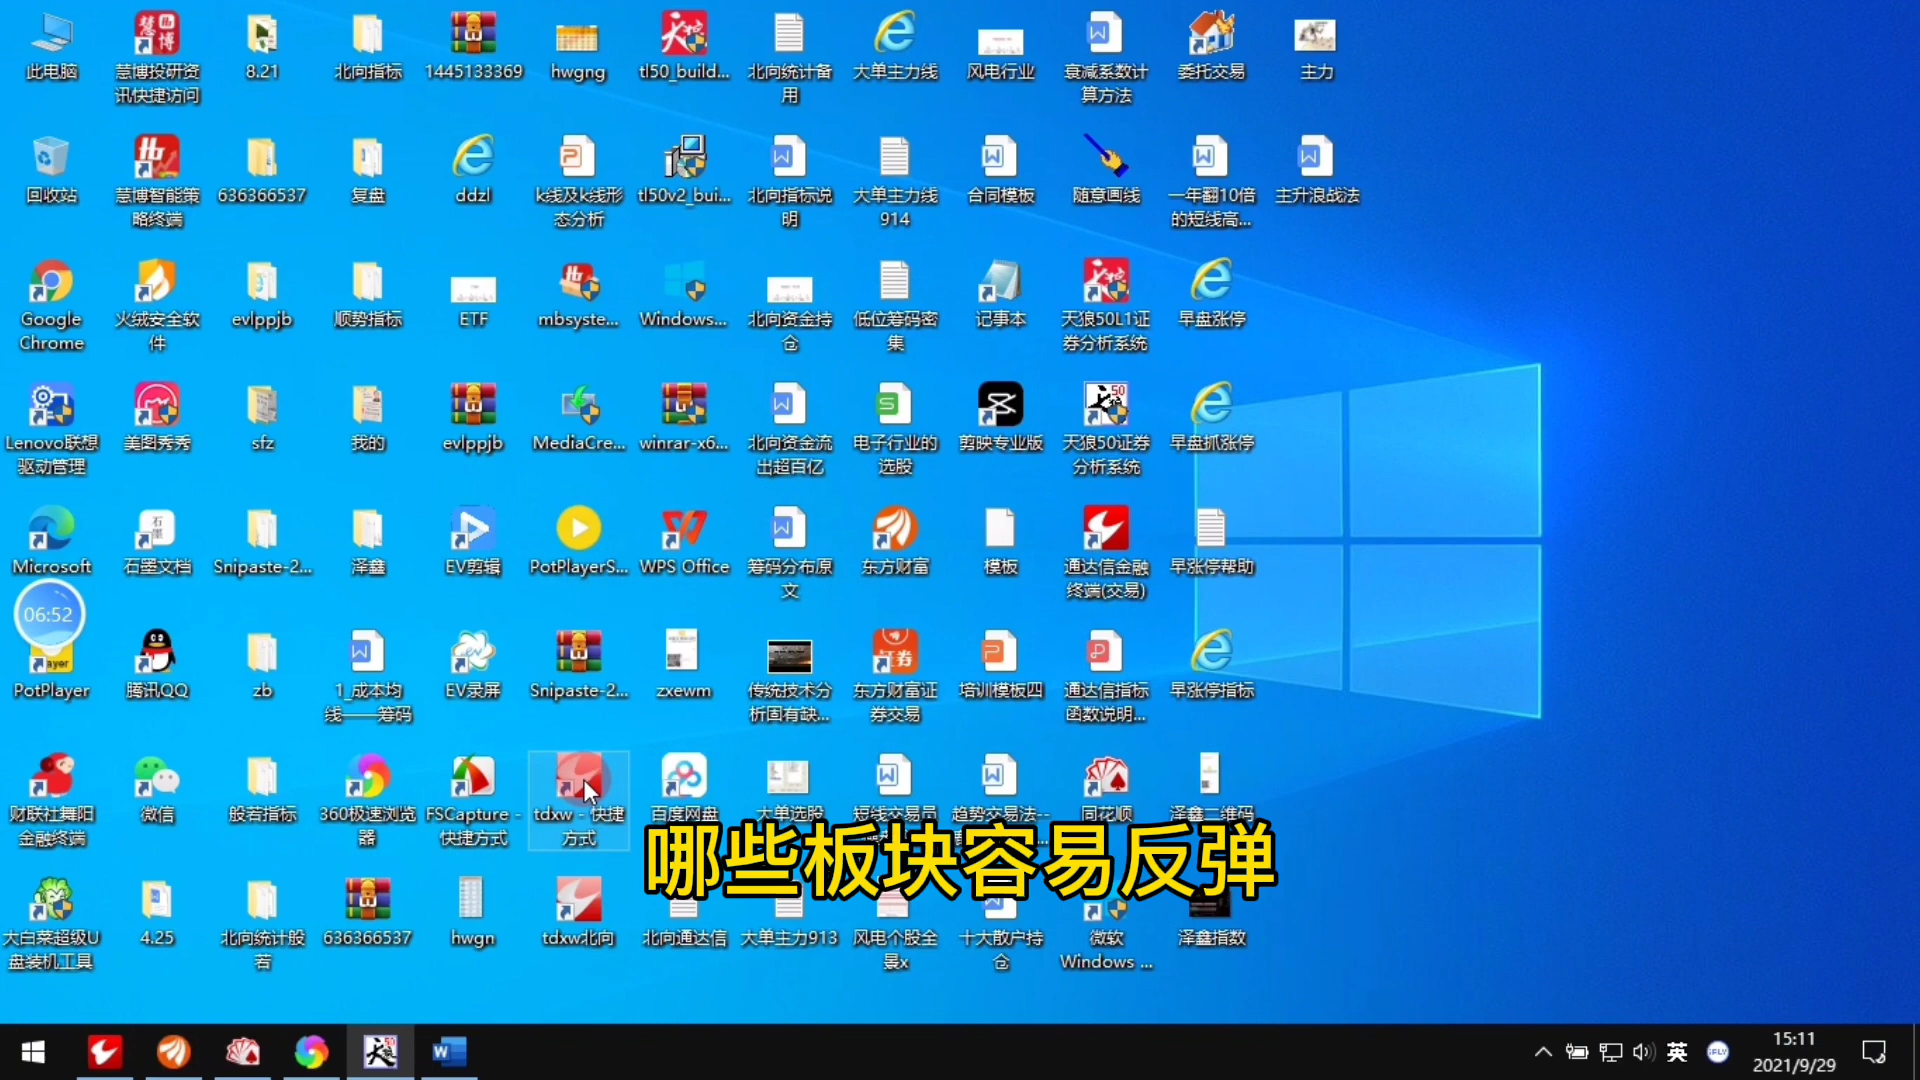 此电脑
慧博投研资
讯快捷访问
8.21
北向指标
1445133369
hwgng
tl50_build...
北向统计备
用
大单主力线
风电行业
衰减系数计
算方法
委托交易
主力
回收站
慧博智能策
略终端
636366537
复盘
ddzl
k线及k线形
态分析
tl50v2_bui...
北向指标说
明
大单主力线
914
合同模板
随意画线
一年翻10倍
的短线高...
主升浪战法
Google
Chrome
火绒安全软
件
evlppjb
顺势指标
ETF
mbsyste...
Windows...
北向资金持
仓
低位筹码密
集
记事本
天狼50L1证
券分析系统
早盘涨停
Lenovo联想
驱动管理
美图秀秀
sfz
我的
evlppjb
MediaCre...
winrar-x6...
北向资金流
出超百亿
电子行业的
选股
剪映专业版
天狼50证券
分析系统
早盘抓涨停
Microsoft
石墨文档
Snipaste-2...
泽鑫
EV剪辑
PotPlayerS...
WPS Office
筹码分布原
文
东方财富
模板
通达信金融
终端(交易)
早涨停帮助
06:52
PotPlayer
腾讯QQ
zb
1_成本均
线——筹码
EV录屏
Snipaste-2...
zxewm
传统技术分
析固有缺...
东方财富证
券交易
培训模板四
通达信指标
函数说明...
早涨停指标
财联社舞阳
金融终端
微信
般若指标
360极速浏览
器
FSCapture -
快捷方式
tdxw - 快捷
方式
百度网盘
大单选股
短线交易员
趋势交易法--
同花顺
泽鑫二维码
哪些板块容易反弹
大白菜超级U
盘装机工具
4.25
北向统计般
若
636366537
hwgn
tdxw北向
北向通达信
大单主力913
风电个股全
景x
十大散户持
仓
微软
Windows ...
泽鑫指数
英
15:11
2021/9/29